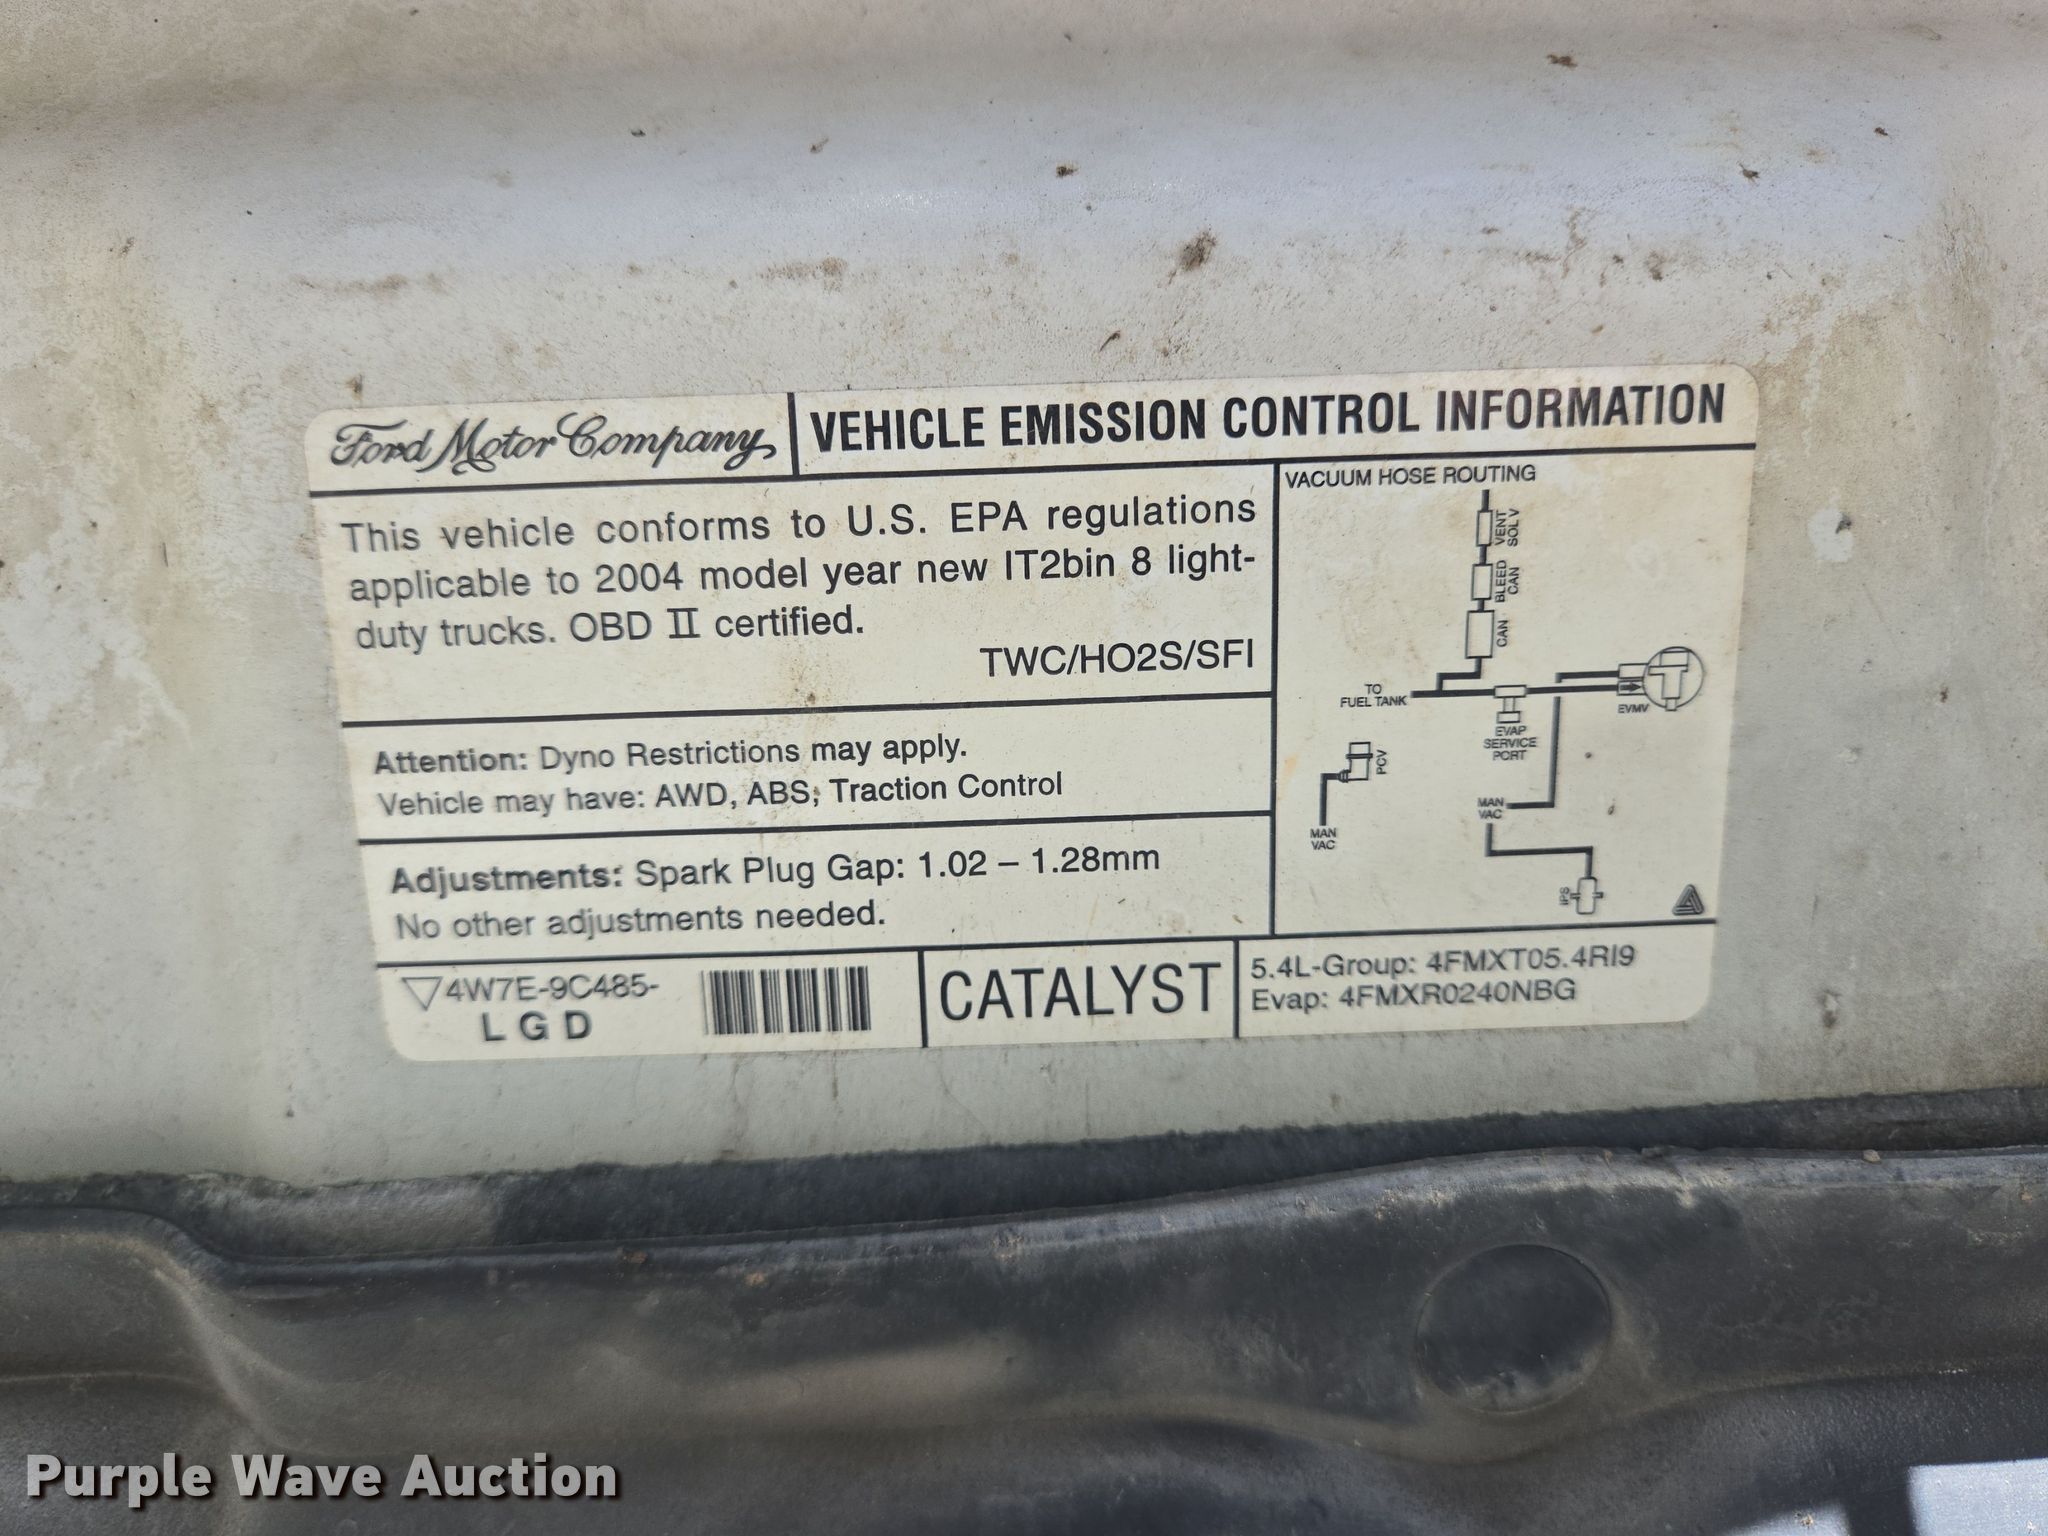 Ford Motor Company
VEHICLE EMISSION CONTROL INFORMATION
This vehicle conforms to U.S. EPA regulations
applicable to 2004 model year new IT2bin 8 light-
duty trucks. OBD II certified.
TWC/HO2S/SFI
Attention: Dyno Restrictions may apply.
Vehicle may have: AWD, ABS, Traction Control
Adjustments: Spark Plug Gap: 1.02 – 1.28mm
No other adjustments needed.
VACUUM HOSE ROUTING
VENT
SOL V
BLEED
CAN
CAN
TO
FUEL TANK
EVMV
EVAP
SERVICE
PORT
PCV
MAN
VAC
MAN
VAC
IPS
4W7E-9C485-
L G D
CATALYST
5.4L-Group: 4FMXT05.4RI9
Evap: 4FMXR0240NBG
Purple Wave Auction